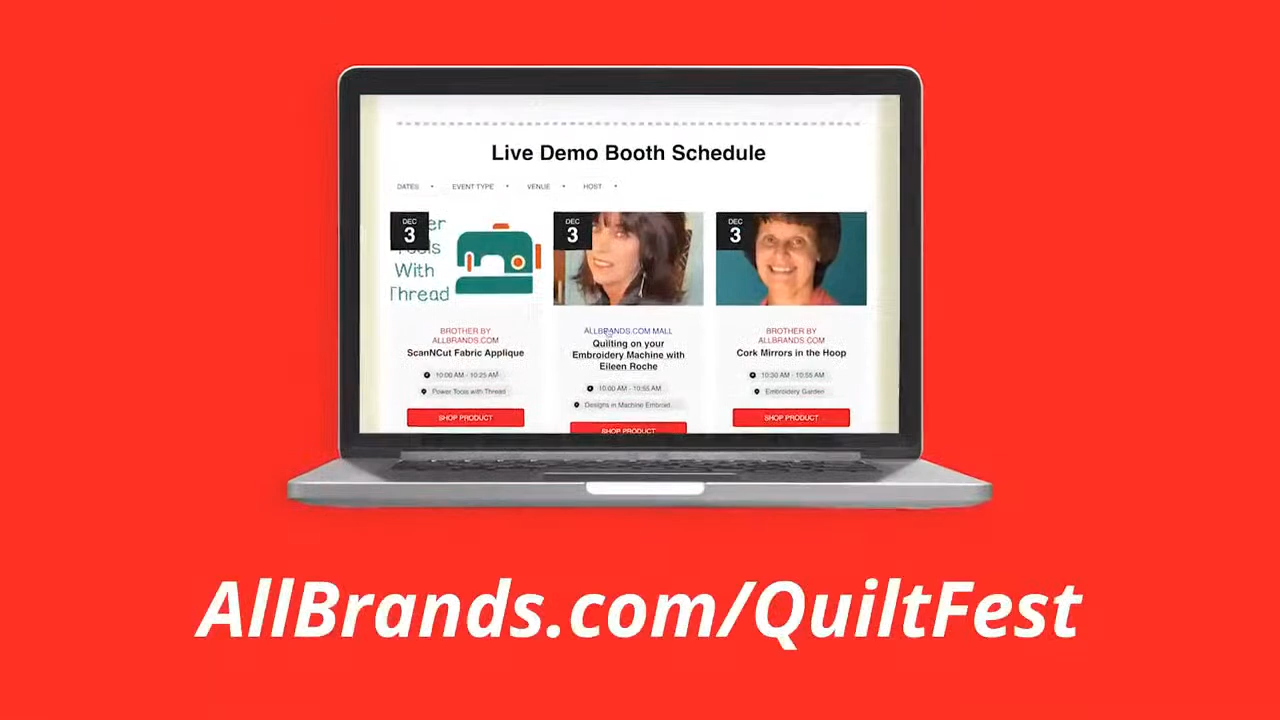 Live Demo Booth Schedule
DATES EVENT TYPE VENUE HOST
DEC
3
With
Thread
DEC
3
DEC
3
BROTHER BY
ALLBRANDS.COM
ScanNCut Fabric Applique
10:00 AM - 10:25 AM
Power Tools with Thread
SHOP PRODUCT
ALLBRANDS.COM MALL
Quilting on your
Embroidery Machine with
Eileen Roche
10:00 AM - 10:55 AM
Designs in Machine Embroid
SHOP PRODUCT
BROTHER BY
ALLBRANDS.COM
Cork Mirrors in the Hoop
10:30 AM - 10:55 AM
Embroidery Garden
SHOP PRODUCT
AllBrands.com/QuiltFest